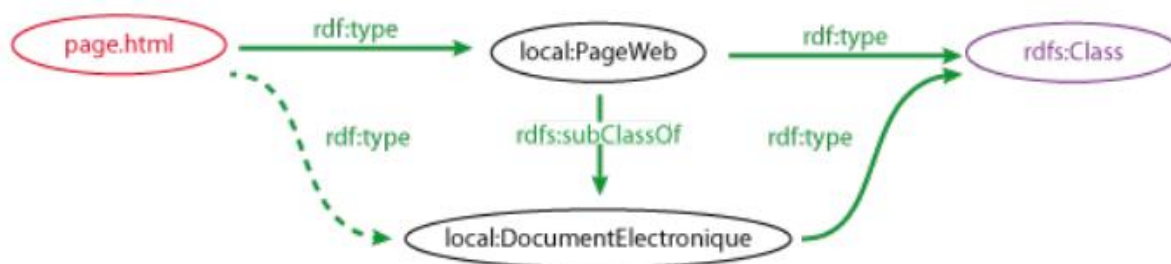 rdf:type
rdf:type
page.html
local:PageWeb
rdfs:Class
rdf:type
rdfs:subClassOf
rdf:type
local:DocumentElectronique